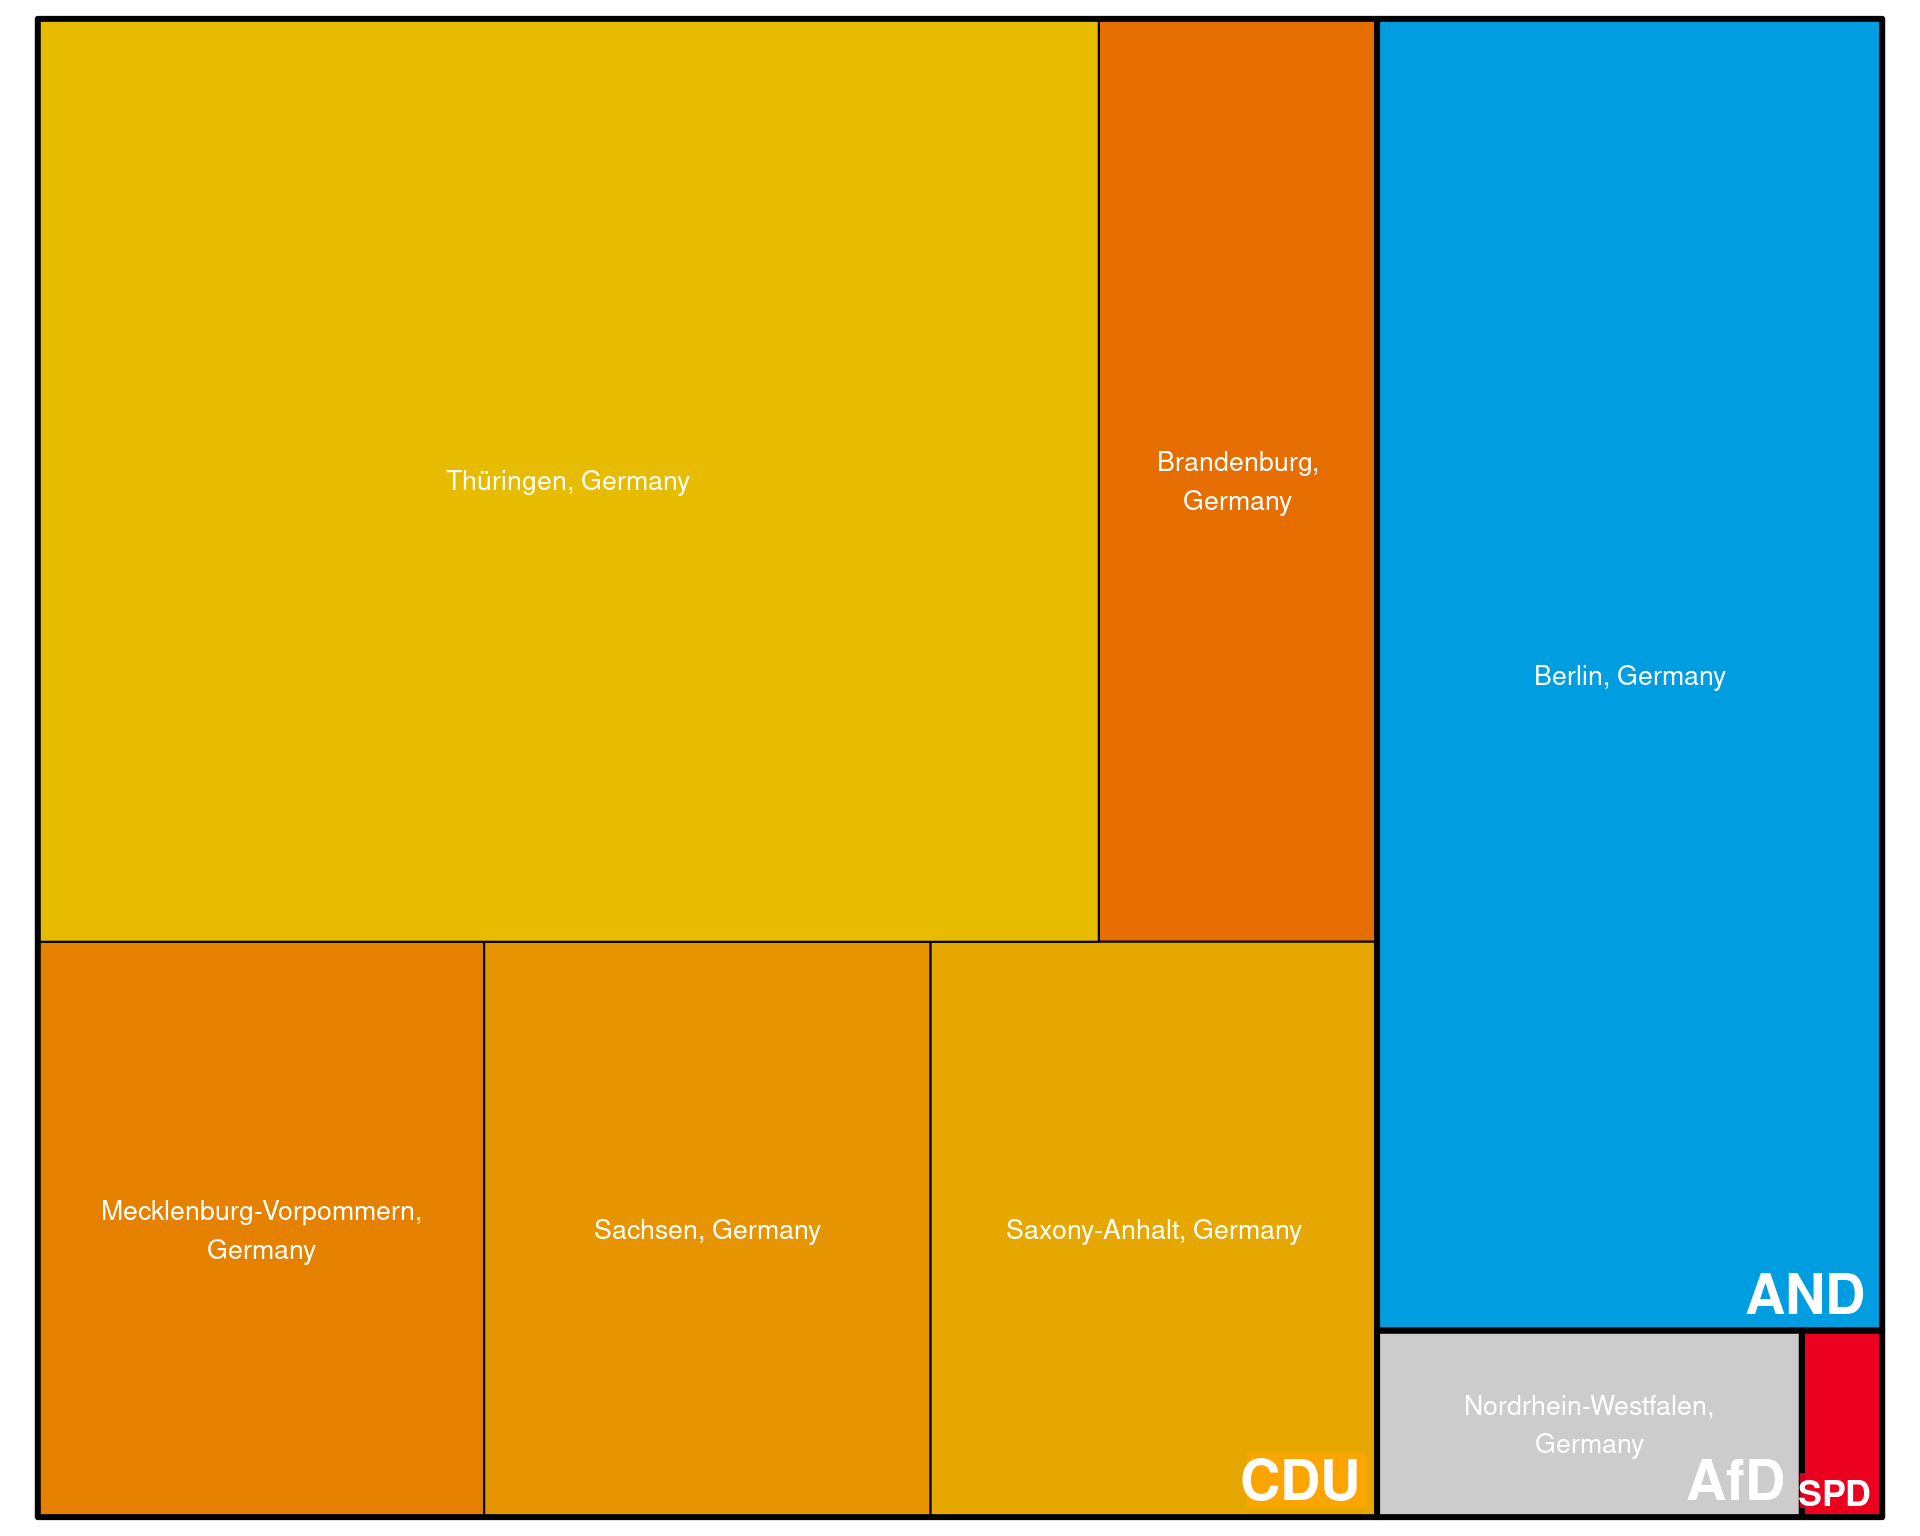 Thüringen, Germany
Brandenburg,
Germany
Berlin, Germany
AND
Mecklenburg-Vorpommern,
Germany
Sachsen, Germany
Saxony-Anhalt, Germany
CDU
Nordrhein-Westfalen,
Germany
AfD
SPD